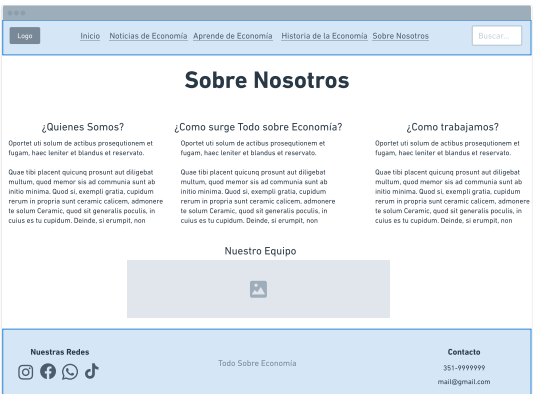 Logo
Inicio
Noticias de Economía
Aprende de Economía
Historia de la Economía
Sobre Nosotros
Buscar...
Sobre Nosotros
¿Quienes Somos?
Oportet uti solum de actibus prosequtionem et
fugam, haec leniter et blandus et reservato.
Quae tibi placent quicunq prosunt aut diligebat
multum, quod memor sis ad communia sunt ab
initio minima. Quod si, exempli gratia, cupidum
rerum in propria sunt ceramic calicem, admonere
te solum Ceramic, quod sit generalis poculis, in
cuius es tu cupidum. Deinde, si erumpit, non
¿Como surge Todo sobre Economía?
Oportet uti solum de actibus prosequtionem et
fugam, haec leniter et blandus et reservato.
Quae tibi placent quicunq prosunt aut diligebat
multum, quod memor sis ad communia sunt ab
initio minima. Quod si, exempli gratia, cupidum
rerum in propria sunt ceramic calicem, admonere
te solum Ceramic, quod sit generalis poculis, in
cuius es tu cupidum. Deinde, si erumpit, non
¿Como trabajamos?
Oportet uti solum de actibus prosequtionem et
fugam, haec leniter et blandus et reservato.
Quae tibi placent quicunq prosunt aut diligebat
multum, quod memor sis ad communia sunt ab
initio minima. Quod si, exempli gratia, cupidum
rerum in propria sunt ceramic calicem, admonere
te solum Ceramic, quod sit generalis poculis, in
cuius es tu cupidum. Deinde, si erumpit, non
Nuestro Equipo
Nuestras Redes
Todo Sobre Economía
Contacto
351-9999999
mail@gmail.com